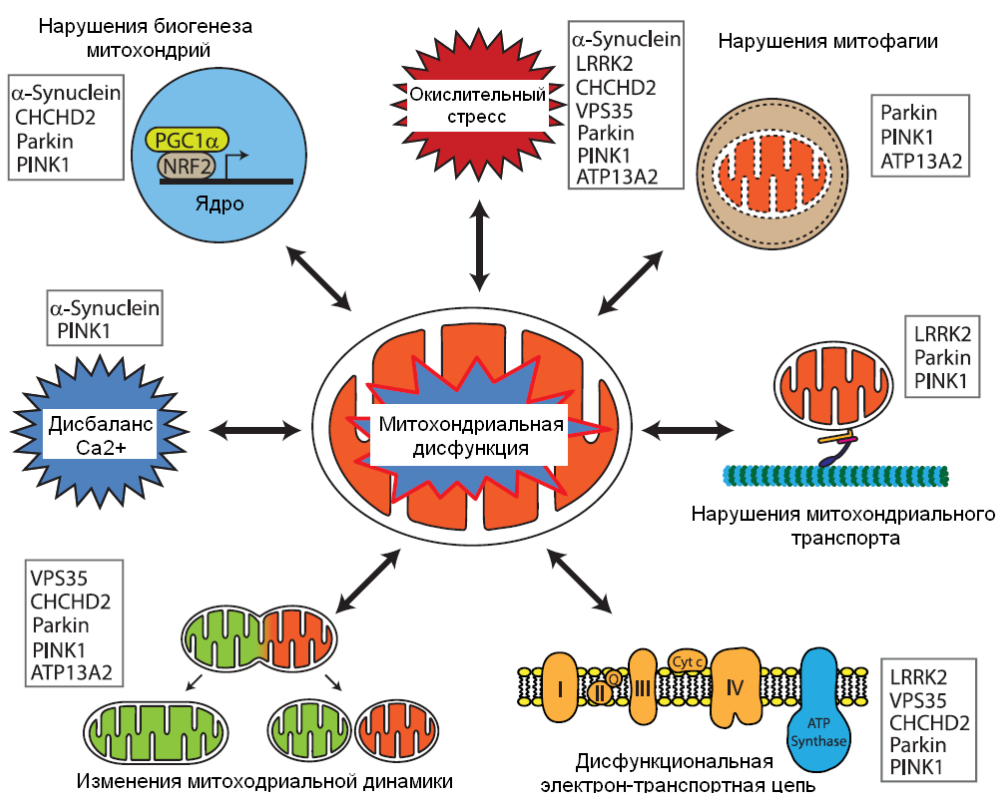 Нарушения биогенеза
митохондрий
α-Synuclein
CHCHD2
Parkin
PINK1
PGC1α
NRF2
Ядро
Окислительный
стресс
α-Synuclein
LRRK2
CHCHD2
VPS35
Parkin
PINK1
ATP13A2
Нарушения митофагии
Parkin
PINK1
ATP13A2
α-Synuclein
PINK1
Дисбаланс
Ca2+
Митохондриальная
дисфункция
LRRK2
Parkin
PINK1
Нарушения митохондриального
транспорта
VPS35
CHCHD2
Parkin
PINK1
ATP13A2
Изменения митоходриальной динамики
I
II
Q
III
Cyt c
IV
ATP
Synthase
LRRK2
VPS35
CHCHD2
Parkin
PINK1
Дисфункциональная
электрон-транспортная цепь